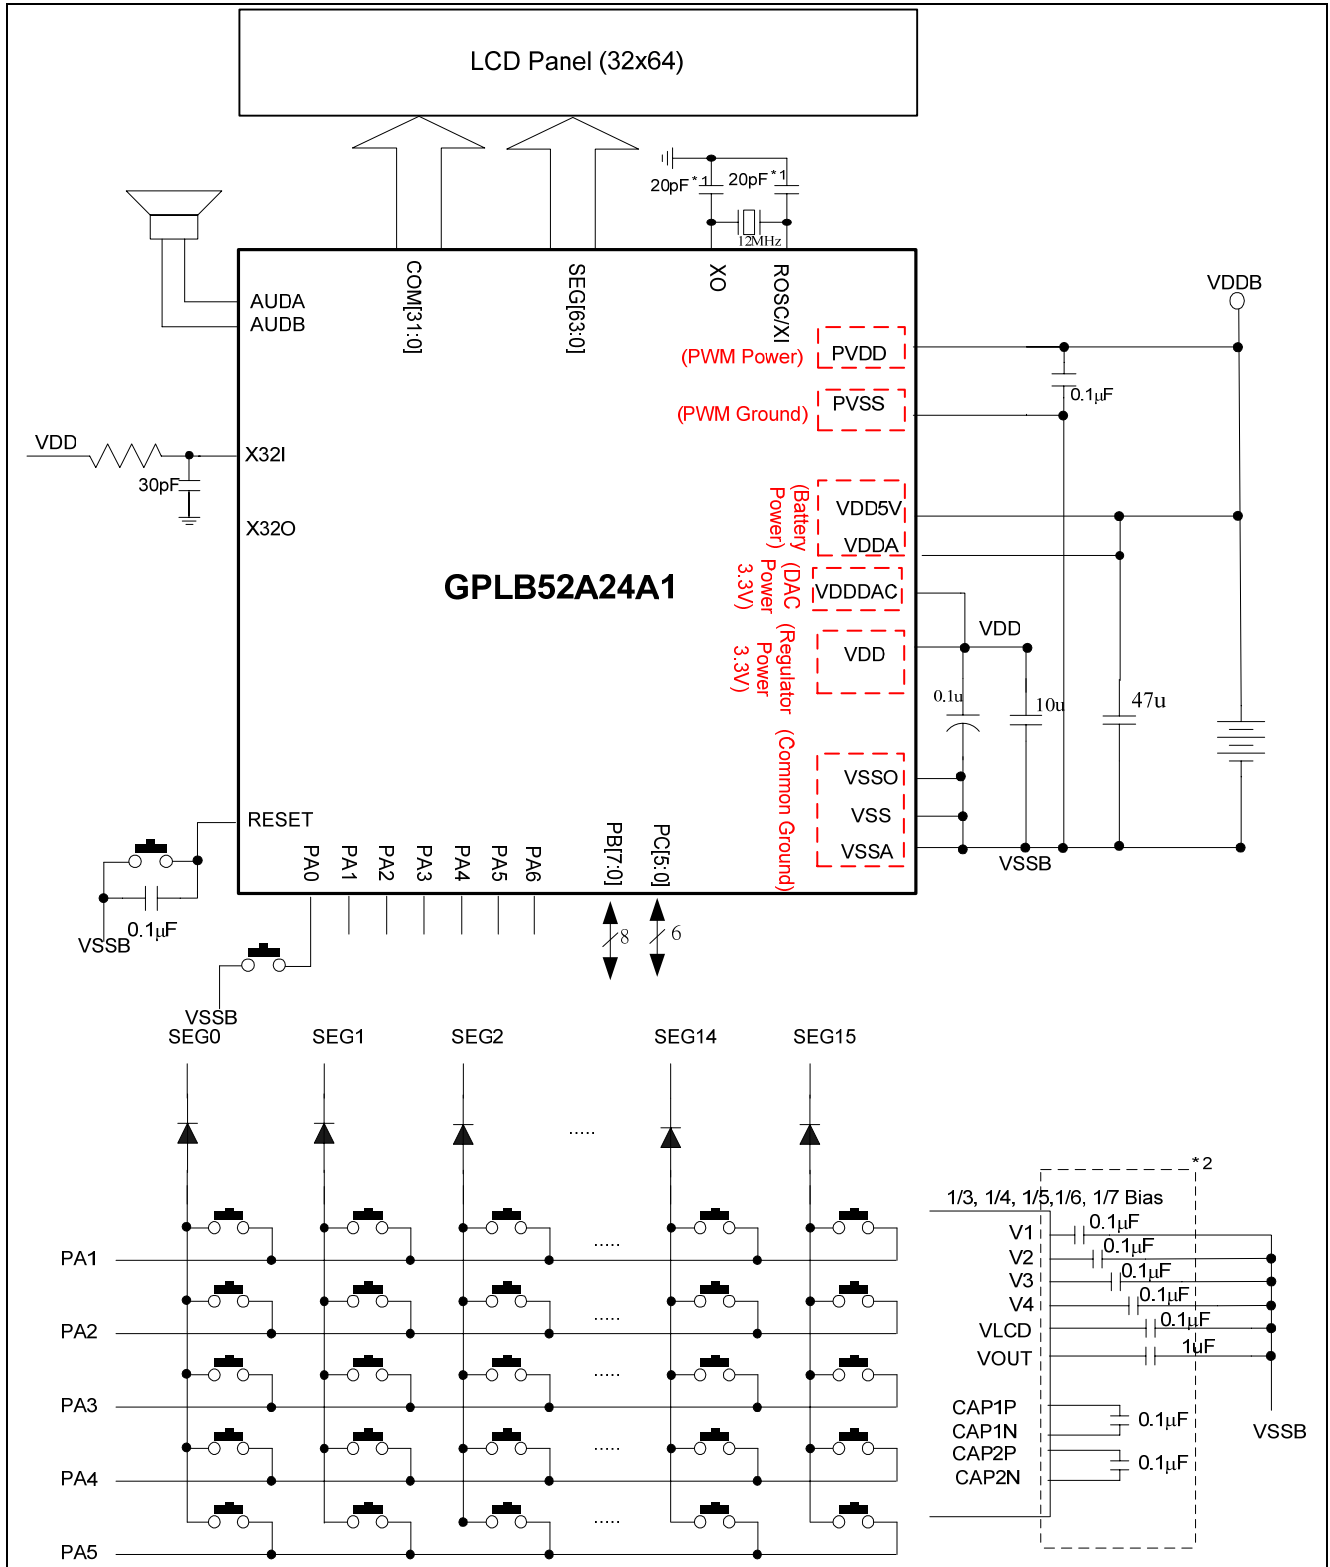 LCD Panel (32x64)
20pF*1
20pF*1
12MHz
COM[31:0]
SEG[63:0]
XO
ROSC/XI
AUDA
AUDB
VDDB
(PWM Power)
PVDD
0.1µF
(PWM Ground)
PVSS
VDD
X32I
30pF
X32O
(Battery
Power)
VDD5V
VDDA
GPLB52A24A1
(DAC
Power
3.3V)
VDDDAC
VDD
(Regulator
Power
3.3V)
VDD
0.1u
10u
47u
(Common Ground)
VSSO
VSS
VSSA
VSSB
RESET
0.1µF
VSSB
PA0
PA1
PA2
PA3
PA4
PA5
PA6
PB[7:0]
PC[5:0]
8
6
VSSB
SEG0
SEG1
SEG2
SEG14
SEG15
.....
*2
1/3, 1/4, 1/5,1/6, 1/7 Bias
V1
0.1µF
V2
0.1µF
V3
0.1µF
V4
0.1µF
VLCD
0.1µF
VOUT
1uF
CAP1P
CAP1N
0.1µF
CAP2P
CAP2N
0.1µF
VSSB
PA1
.....
PA2
.....
PA3
.....
PA4
.....
PA5
.....